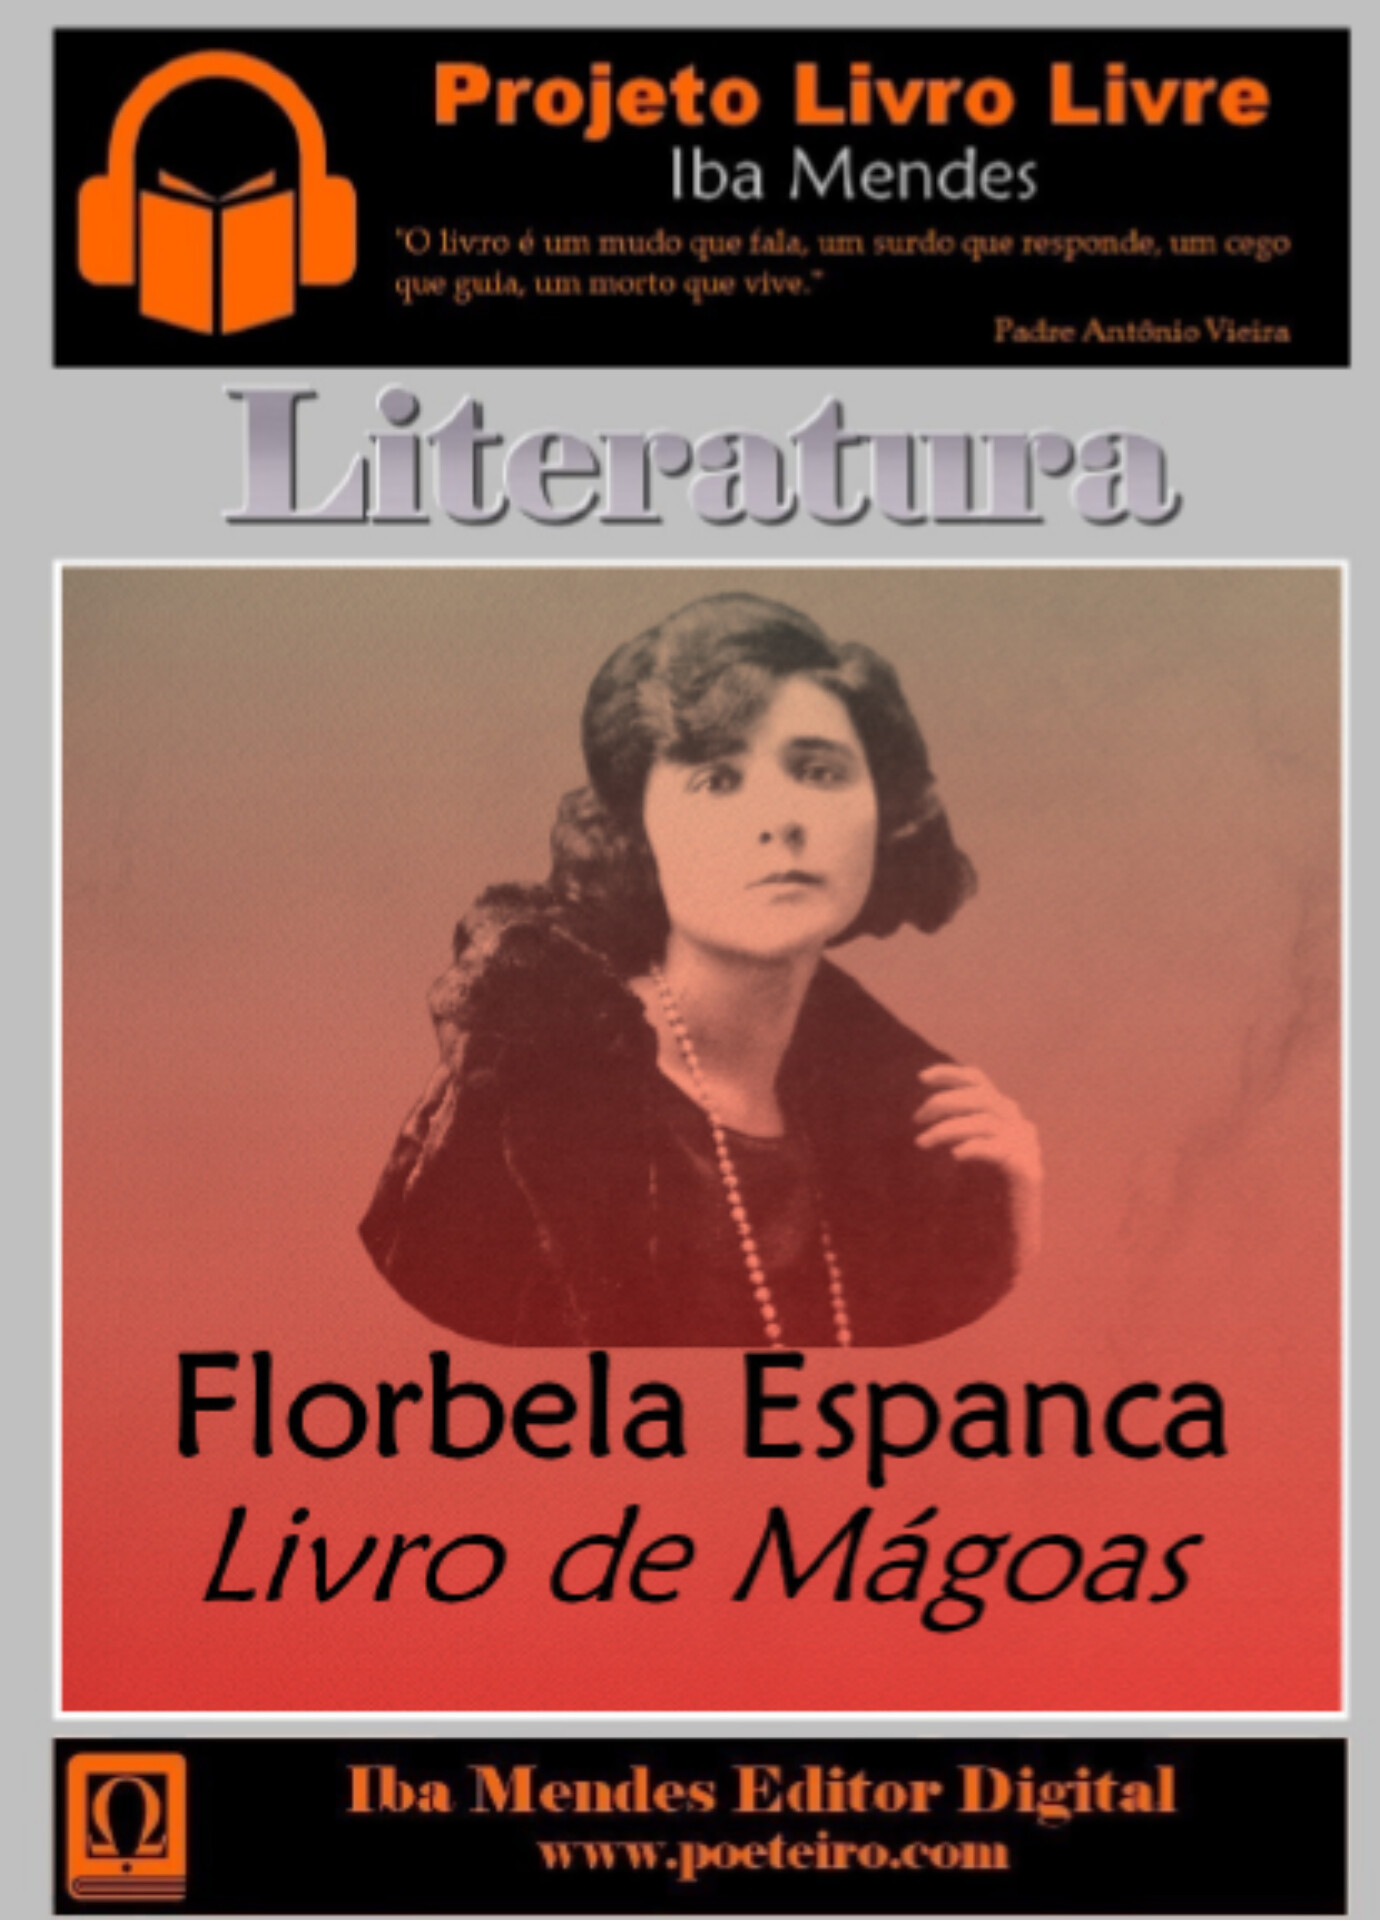 Projeto Livro Livre
Iba Mendes
"O livro é um mudo que fala, um surdo que responde, um cego
que guia, um morto que vive."
Padre Antônio Vieira
Literatura
Florbela Espanca
Livro de Mágoas
Ω
Iba Mendes Editor Digital
www.poeteiro.com